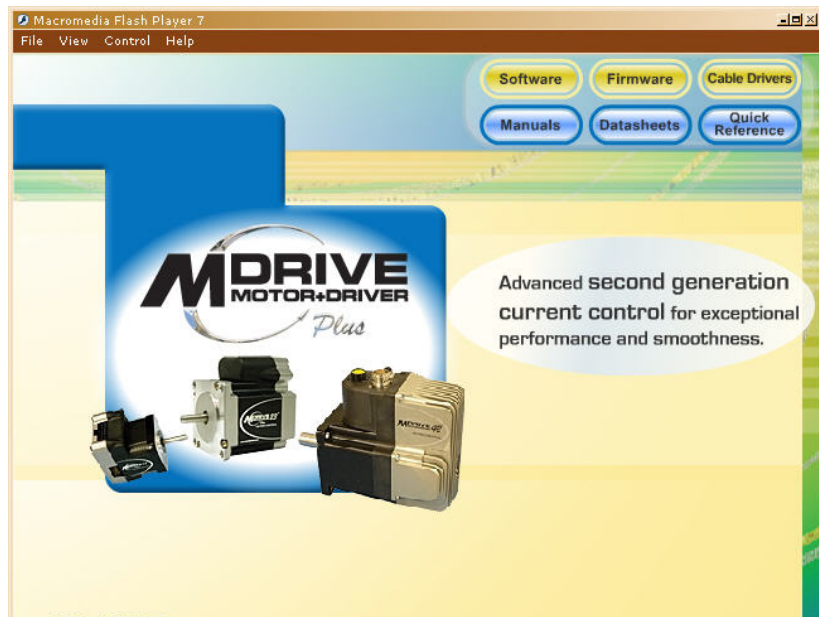 Macromedia Flash Player 7
File View Control Help
Software Firmware Cable Drivers
Manuals Datasheets Quick Reference
MDRIVE
MOTOR+DRIVER
Plus
Advanced second generation
current control for exceptional
performance and smoothness.